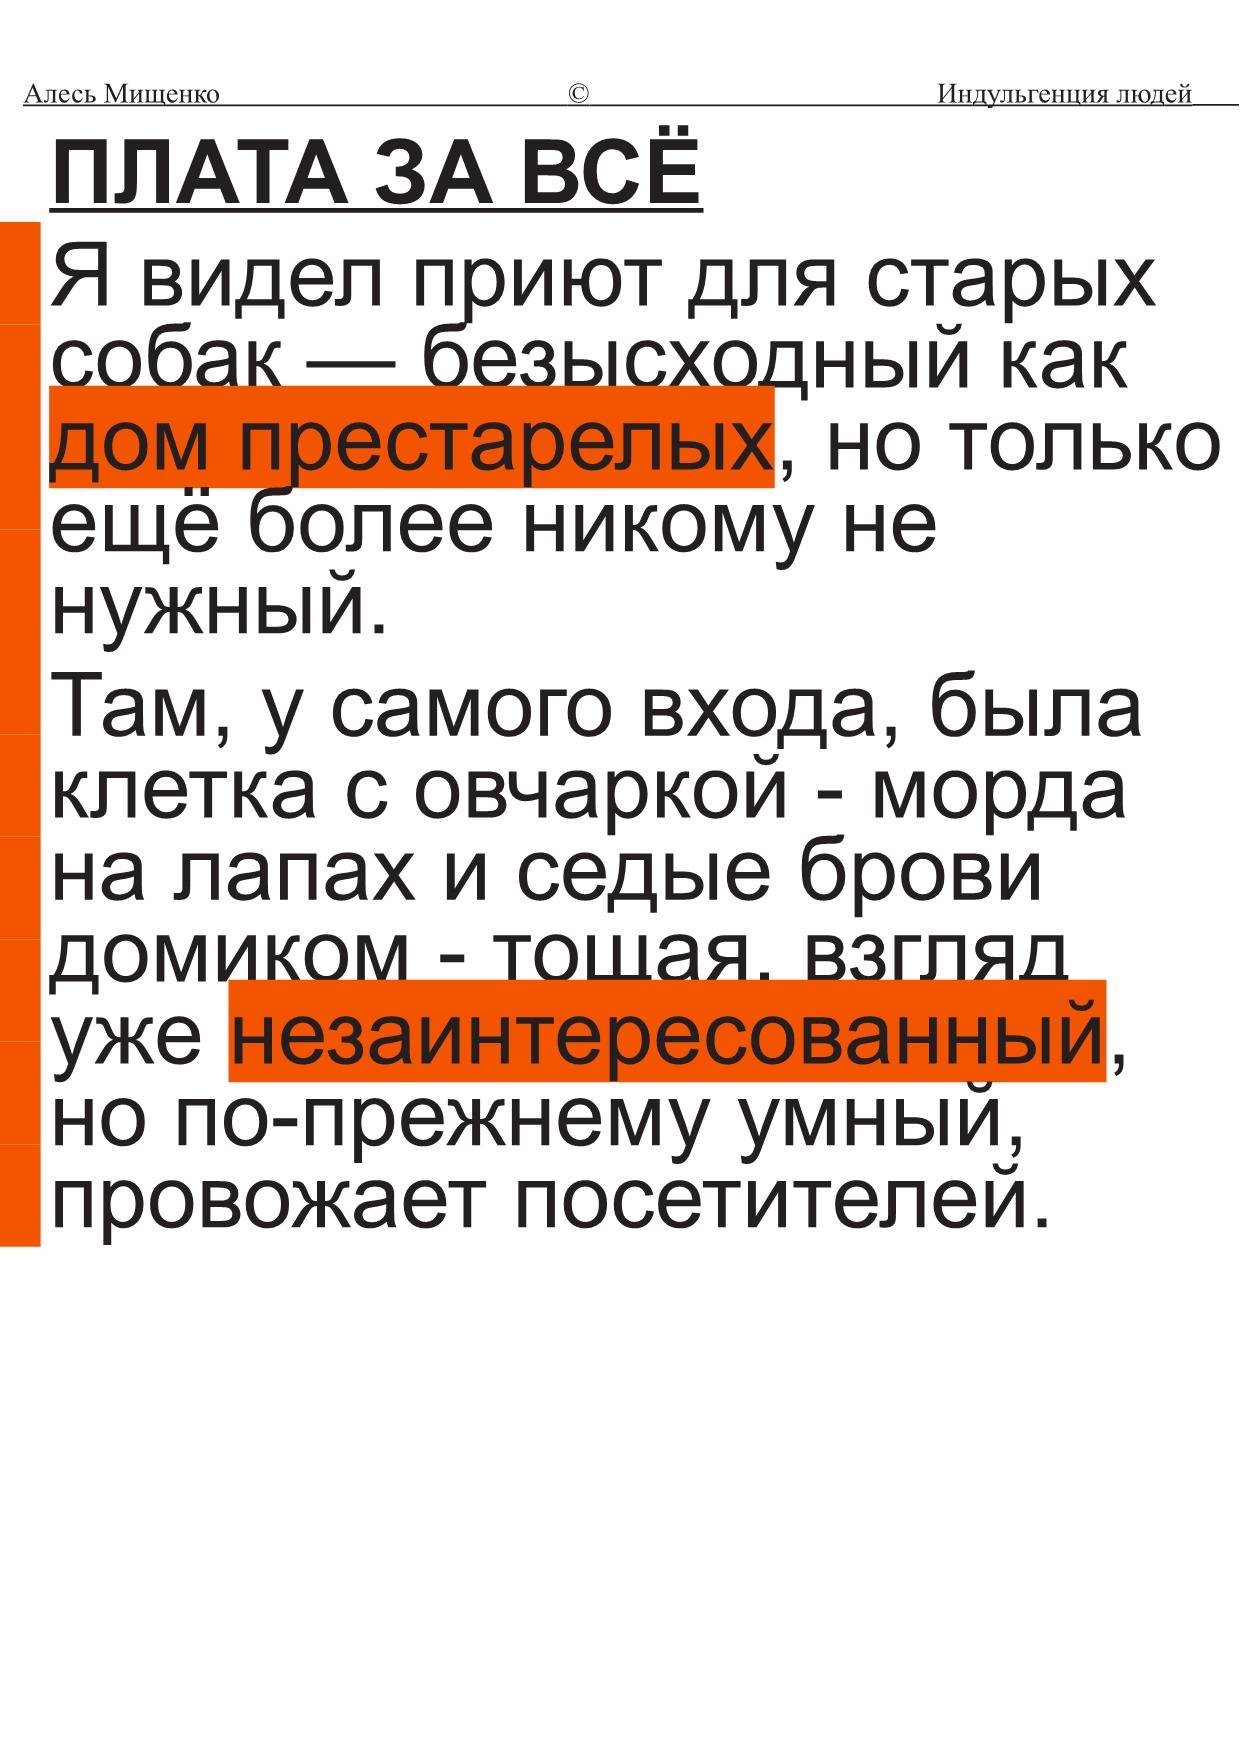 Алесь Мищенко © Индульгенция людей
ПЛАТА ЗА ВСЁ
Я видел приют для старых
собак — безысходный как
дом престарелых, но только
ещё более никому не
нужный.
Там, у самого входа, была
клетка с овчаркой - морда
на лапах и седые брови
домиком - тощая, взгляд
уже незаинтересованный,
но по-прежнему умный,
провожает посетителей.